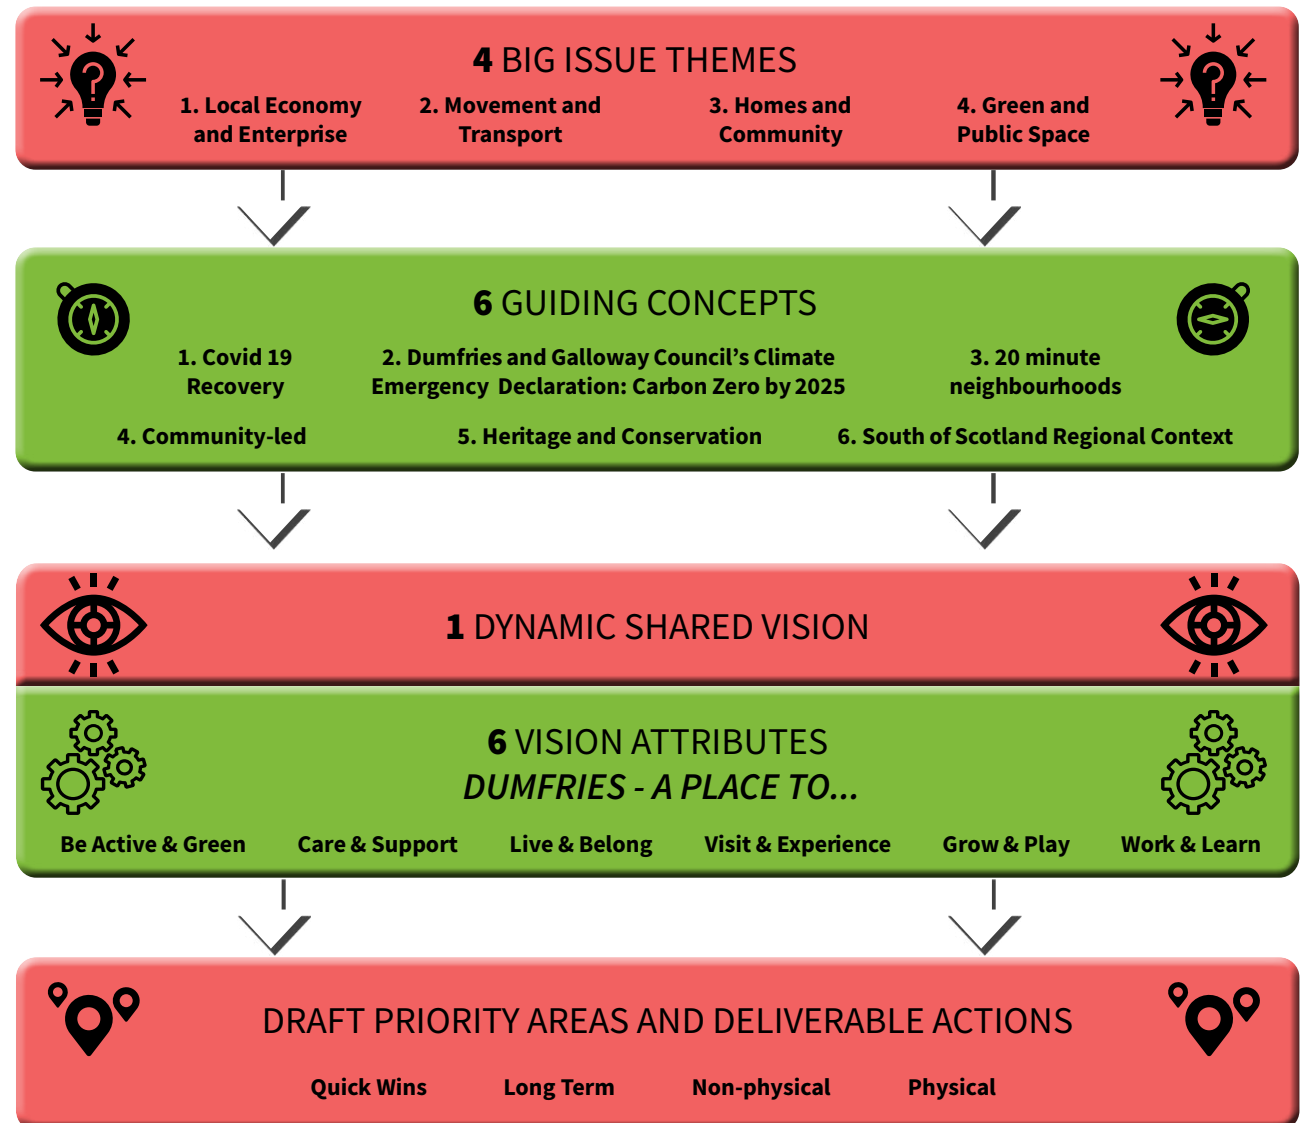 4 BIG ISSUE THEMES
1. Local Economy
and Enterprise
2. Movement and
Transport
3. Homes and
Community
4. Green and
Public Space
6 GUIDING CONCEPTS
1. Covid 19
Recovery
2. Dumfries and Galloway Council's Climate
Emergency Declaration: Carbon Zero by 2025
3. 20 minute
neighbourhoods
4. Community-led
5. Heritage and Conservation
6. South of Scotland Regional Context
1 DYNAMIC SHARED VISION
6 VISION ATTRIBUTES
DUMFRIES - A PLACE TO...
Be Active & Green
Care & Support
Live & Belong
Visit & Experience
Grow & Play
Work & Learn
DRAFT PRIORITY AREAS AND DELIVERABLE ACTIONS
Quick Wins
Long Term
Non-physical
Physical